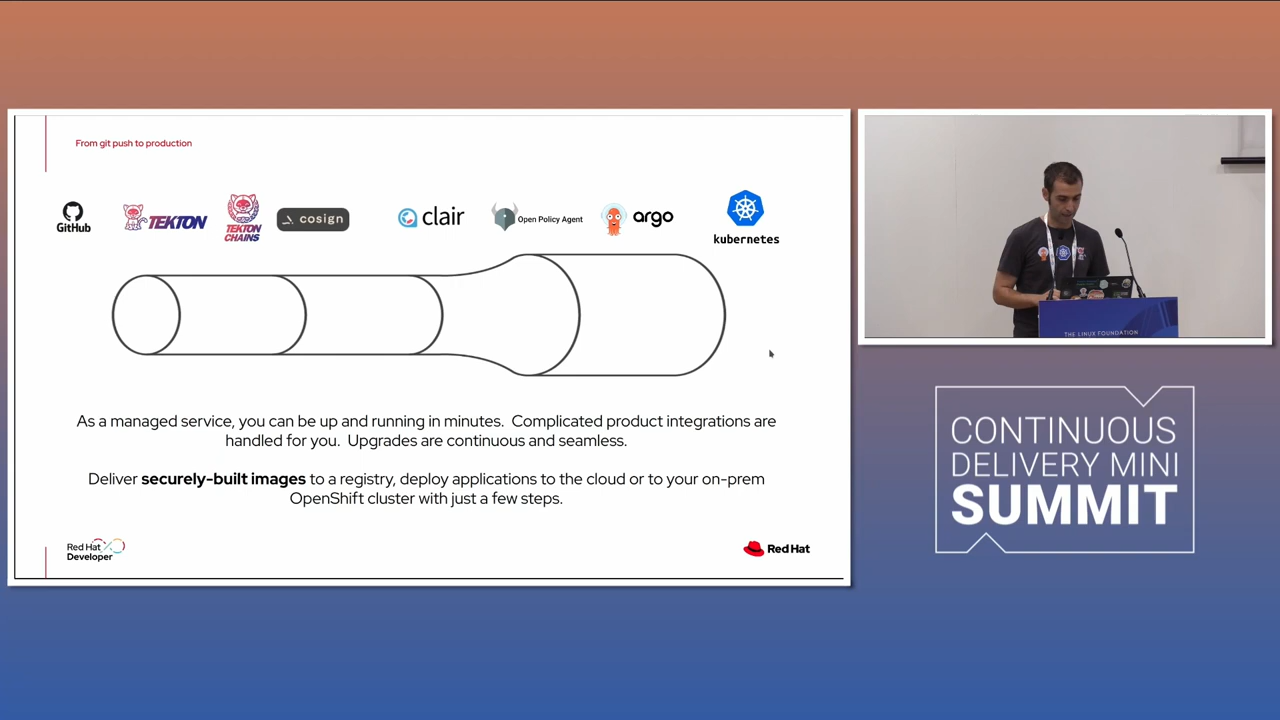 From git push to production
GitHub
TEKTON
TEKTON
CHAINS
cosign
clair
Open Policy Agent
argo
kubernetes
As a managed service, you can be up and running in minutes. Complicated product integrations are
handled for you. Upgrades are continuous and seamless.
Deliver securely-built images to a registry, deploy applications to the cloud or to your on-prem
OpenShift cluster with just a few steps.
Red Hat
Developer
Red Hat
THE LINUX FOUNDATION
CONTINUOUS
DELIVERY MINI
SUMMIT